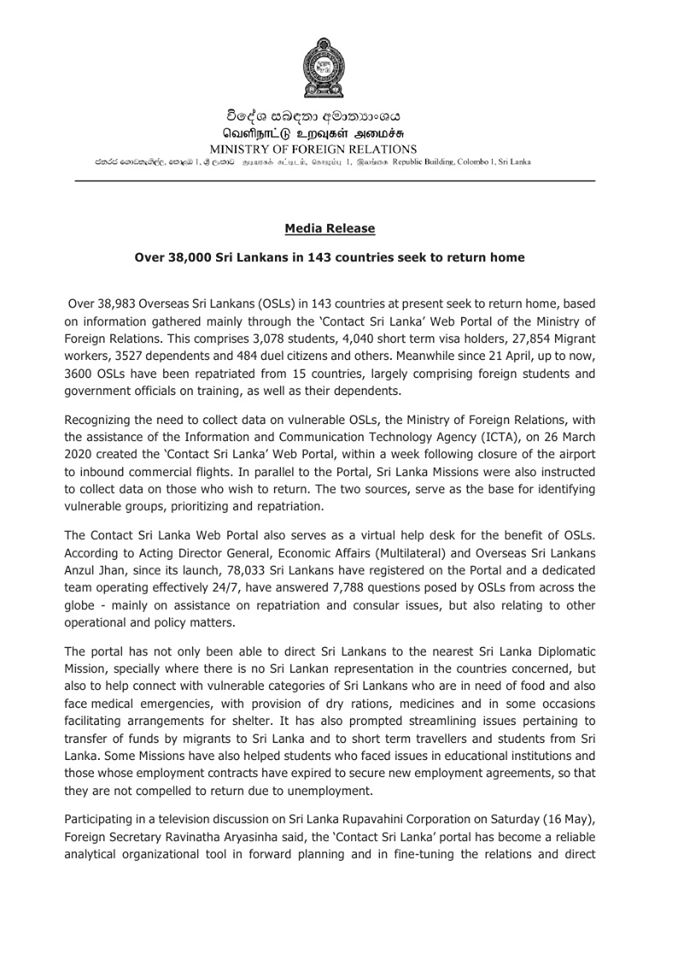 විදේශ සබඳතා අමාත්‍යාංශය
வெளிநாட்டு உறவுகள் அமைச்சு
MINISTRY OF FOREIGN RELATIONS
ජනරජ ගොඩනැගිල්ල, කොළඹ 1, ශ්‍රී ලංකාව குடியரசுக் கட்டிடம், கொழும்பு 1, இலங்கை Republic Building, Colombo 1, Sri Lanka
Media Release
Over 38,000 Sri Lankans in 143 countries seek to return home
Over 38,983 Overseas Sri Lankans (OSLs) in 143 countries at present seek to return home, based
on information gathered mainly through the ‘Contact Sri Lanka’ Web Portal of the Ministry of
Foreign Relations. This comprises 3,078 students, 4,040 short term visa holders, 27,854 Migrant
workers, 3527 dependents and 484 duel citizens and others. Meanwhile since 21 April, up to now,
3600 OSLs have been repatriated from 15 countries, largely comprising foreign students and
government officials on training, as well as their dependents.
Recognizing the need to collect data on vulnerable OSLs, the Ministry of Foreign Relations, with
the assistance of the Information and Communication Technology Agency (ICTA), on 26 March
2020 created the ‘Contact Sri Lanka’ Web Portal, within a week following closure of the airport
to inbound commercial flights. In parallel to the Portal, Sri Lanka Missions were also instructed
to collect data on those who wish to return. The two sources, serve as the base for identifying
vulnerable groups, prioritizing and repatriation.
The Contact Sri Lanka Web Portal also serves as a virtual help desk for the benefit of OSLs.
According to Acting Director General, Economic Affairs (Multilateral) and Overseas Sri Lankans
Anzul Jhan, since its launch, 78,033 Sri Lankans have registered on the Portal and a dedicated
team operating effectively 24/7, have answered 7,788 questions posed by OSLs from across the
globe - mainly on assistance on repatriation and consular issues, but also relating to other
operational and policy matters.
The portal has not only been able to direct Sri Lankans to the nearest Sri Lanka Diplomatic
Mission, specially where there is no Sri Lankan representation in the countries concerned, but
also to help connect with vulnerable categories of Sri Lankans who are in need of food and also
face medical emergencies, with provision of dry rations, medicines and in some occasions
facilitating arrangements for shelter. It has also prompted streamlining issues pertaining to
transfer of funds by migrants to Sri Lanka and to short term travellers and students from Sri
Lanka. Some Missions have also helped students who faced issues in educational institutions and
those whose employment contracts have expired to secure new employment agreements, so that
they are not compelled to return due to unemployment.
Participating in a television discussion on Sri Lanka Rupavahini Corporation on Saturday (16 May),
Foreign Secretary Ravinatha Aryasinha said, the ‘Contact Sri Lanka’ portal has become a reliable
analytical organizational tool in forward planning and in fine-tuning the relations and direct